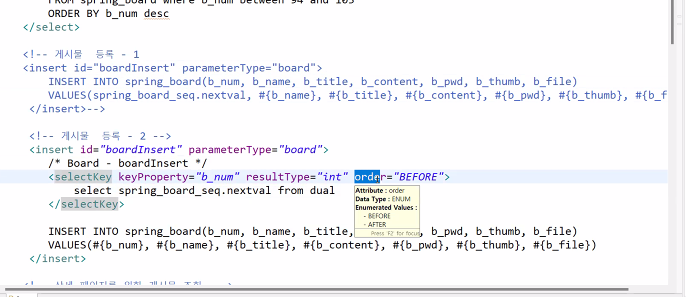 FROM spring_board where b_num between 94 and 103
ORDER BY b_num desc
</select>
<!-- 게시물 등록 - 1
<insert id="boardInsert" parameterType="board">
INSERT INTO spring_board(b_num, b_name, b_title, b_content, b_pwd, b_thumb, b_file)
VALUES(spring_board_seq.nextval, #{b_name}, #{b_title}, #{b_content}, #{b_pwd}, #{b_thumb}, #{b_f
</insert>-->
<!-- 게시물 등록 - 2 -->
<insert id="boardInsert" parameterType="board">
/* Board - boardInsert */
<selectKey keyProperty="b_num" resultType="int" order="BEFORE">
select spring_board_seq.nextval from dual
</selectKey>
Attribute : order
Data Type : ENUM
Enumerated Values :
- BEFORE
- AFTER
Press 'F2' for focus
INSERT INTO spring_board(b_num, b_name, b_title, b_pwd, b_thumb, b_file)
VALUES(#{b_num}, #{b_name}, #{b_title}, #{b_content}, #{b_pwd}, #{b_thumb}, #{b_file})
</insert>